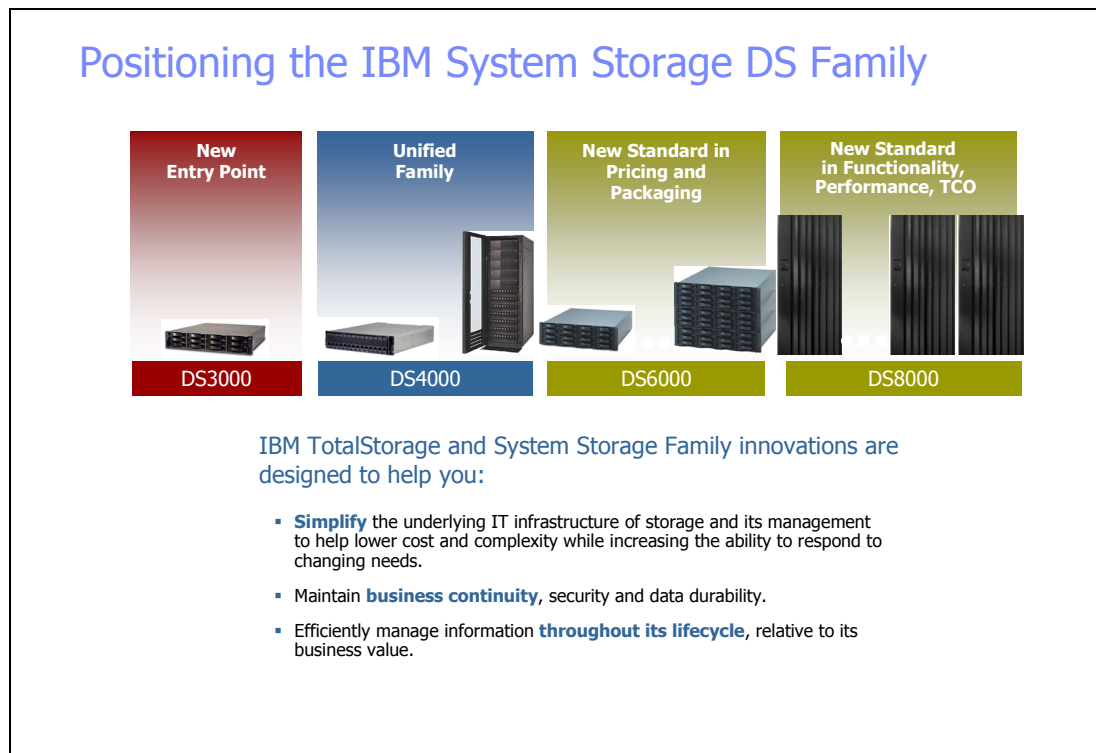 Positioning the IBM System Storage DS Family
New
Entry Point
Unified
Family
New Standard in
Pricing and
Packaging
New Standard
in Functionality,
Performance, TCO
DS3000
DS4000
DS6000
DS8000
IBM TotalStorage and System Storage Family innovations are
designed to help you:
▪ Simplify the underlying IT infrastructure of storage and its management
to help lower cost and complexity while increasing the ability to respond to
changing needs.
▪ Maintain business continuity, security and data durability.
▪ Efficiently manage information throughout its lifecycle, relative to its
business value.